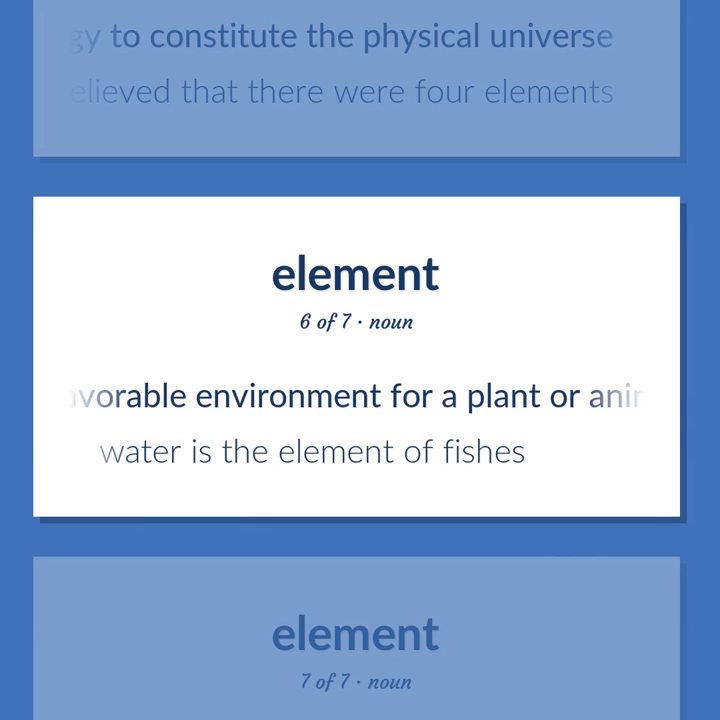 to constitute the physical universe
that there were four elements
element
6 of 7 · noun
environment for a plant or
water is the element of fishes
element
7 of 7 · noun